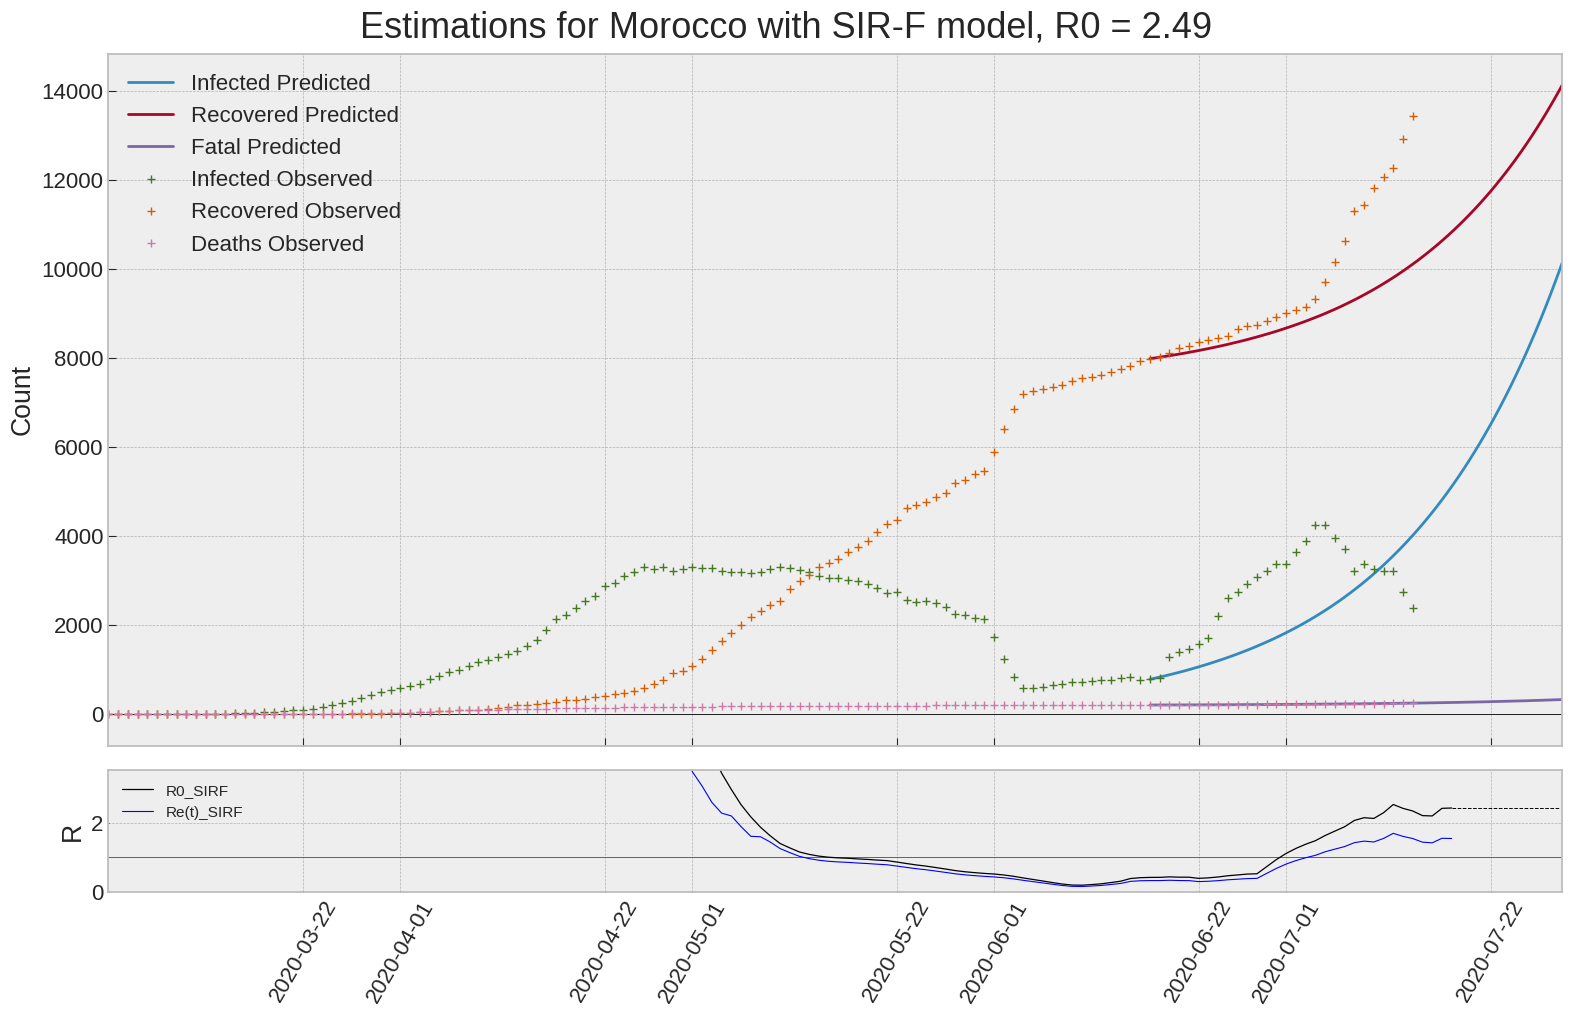 Estimations for Morocco with SIR-F model, R0 = 2.49
Infected Predicted
Recovered Predicted
Fatal Predicted
Infected Observed
Recovered Observed
Deaths Observed
14000
12000
10000
8000
6000
4000
2000
0
Count
R0_SIRF
Re(t)_SIRF
2
0
R
2020-03-22
2020-04-01
2020-04-22
2020-05-01
2020-05-22
2020-06-01
2020-06-22
2020-07-01
2020-07-22